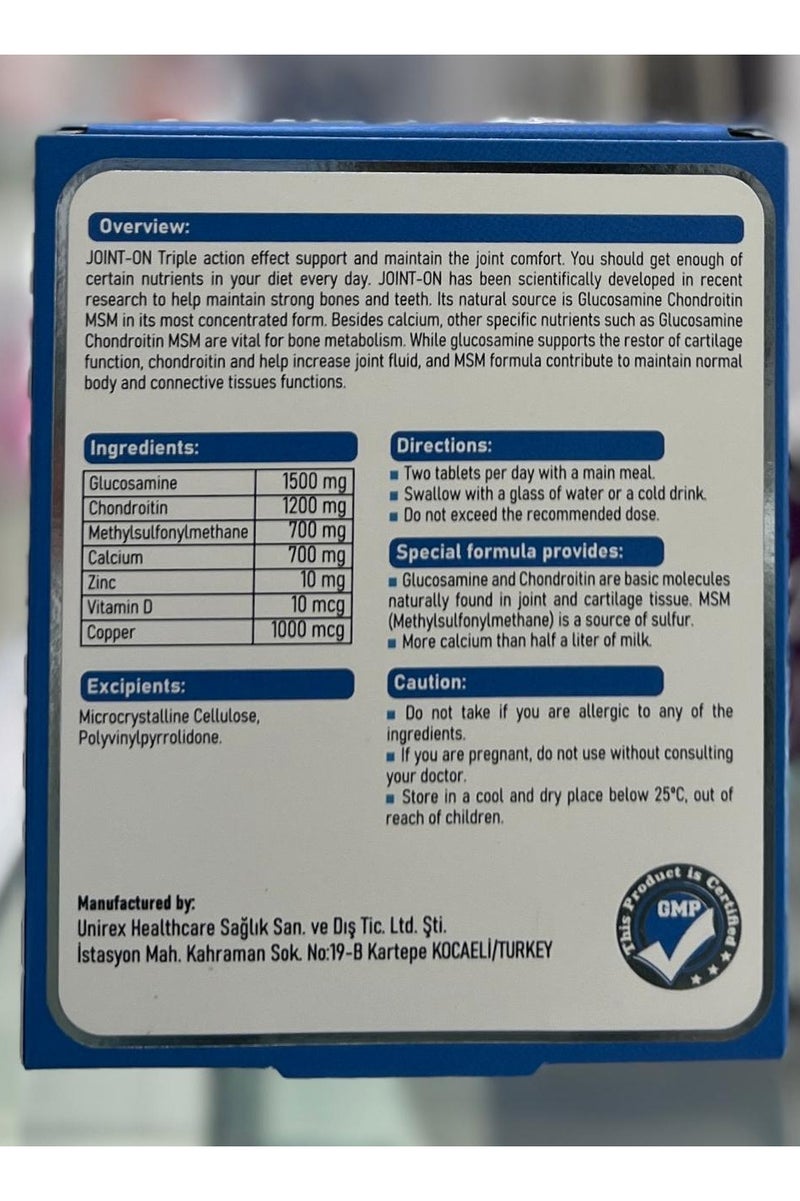 Overview:
JOINT-ON Triple action effect support and maintain the joint comfort. You should get enough of
certain nutrients in your diet every day. JOINT-ON has been scientifically developed in recent
research to help maintain strong bones and teeth. Its natural source is Glucosamine Chondroitin
MSM in its most concentrated form. Besides calcium, other specific nutrients such as Glucosamine
Chondroitin MSM are vital for bone metabolism. While glucosamine supports the restor of cartilage
function, chondroitin and help increase joint fluid, and MSM formula contribute to maintain normal
body and connective tissues functions.
Ingredients:
Glucosamine 1500 mg
Chondroitin 1200 mg
Methylsulfonylmethane 700 mg
Calcium 700 mg
Zinc 10 mg
Vitamin D 10 mcg
Copper 1000 mcg
Excipients:
Microcrystalline Cellulose,
Polyvinylpyrrolidone.
Directions:
Two tablets per day with a main meal.
Swallow with a glass of water or a cold drink.
Do not exceed the recommended dose.
Special formula provides:
Glucosamine and Chondroitin are basic molecules
naturally found in joint and cartilage tissue. MSM
(Methylsulfonylmethane) is a source of sulfur.
More calcium than half a liter of milk.
Caution:
Do not take if you are allergic to any of the
ingredients.
If you are pregnant, do not use without consulting
your doctor.
Store in a cool and dry place below 25°C, out of
reach of children.
Manufactured by:
Unirex Healthcare Sağlık San. ve Dış Tic. Ltd. Şti.
İstasyon Mah. Kahraman Sok. No:19-B Kartepe KOCAELİ/TURKEY
This Product is Certified
GMP